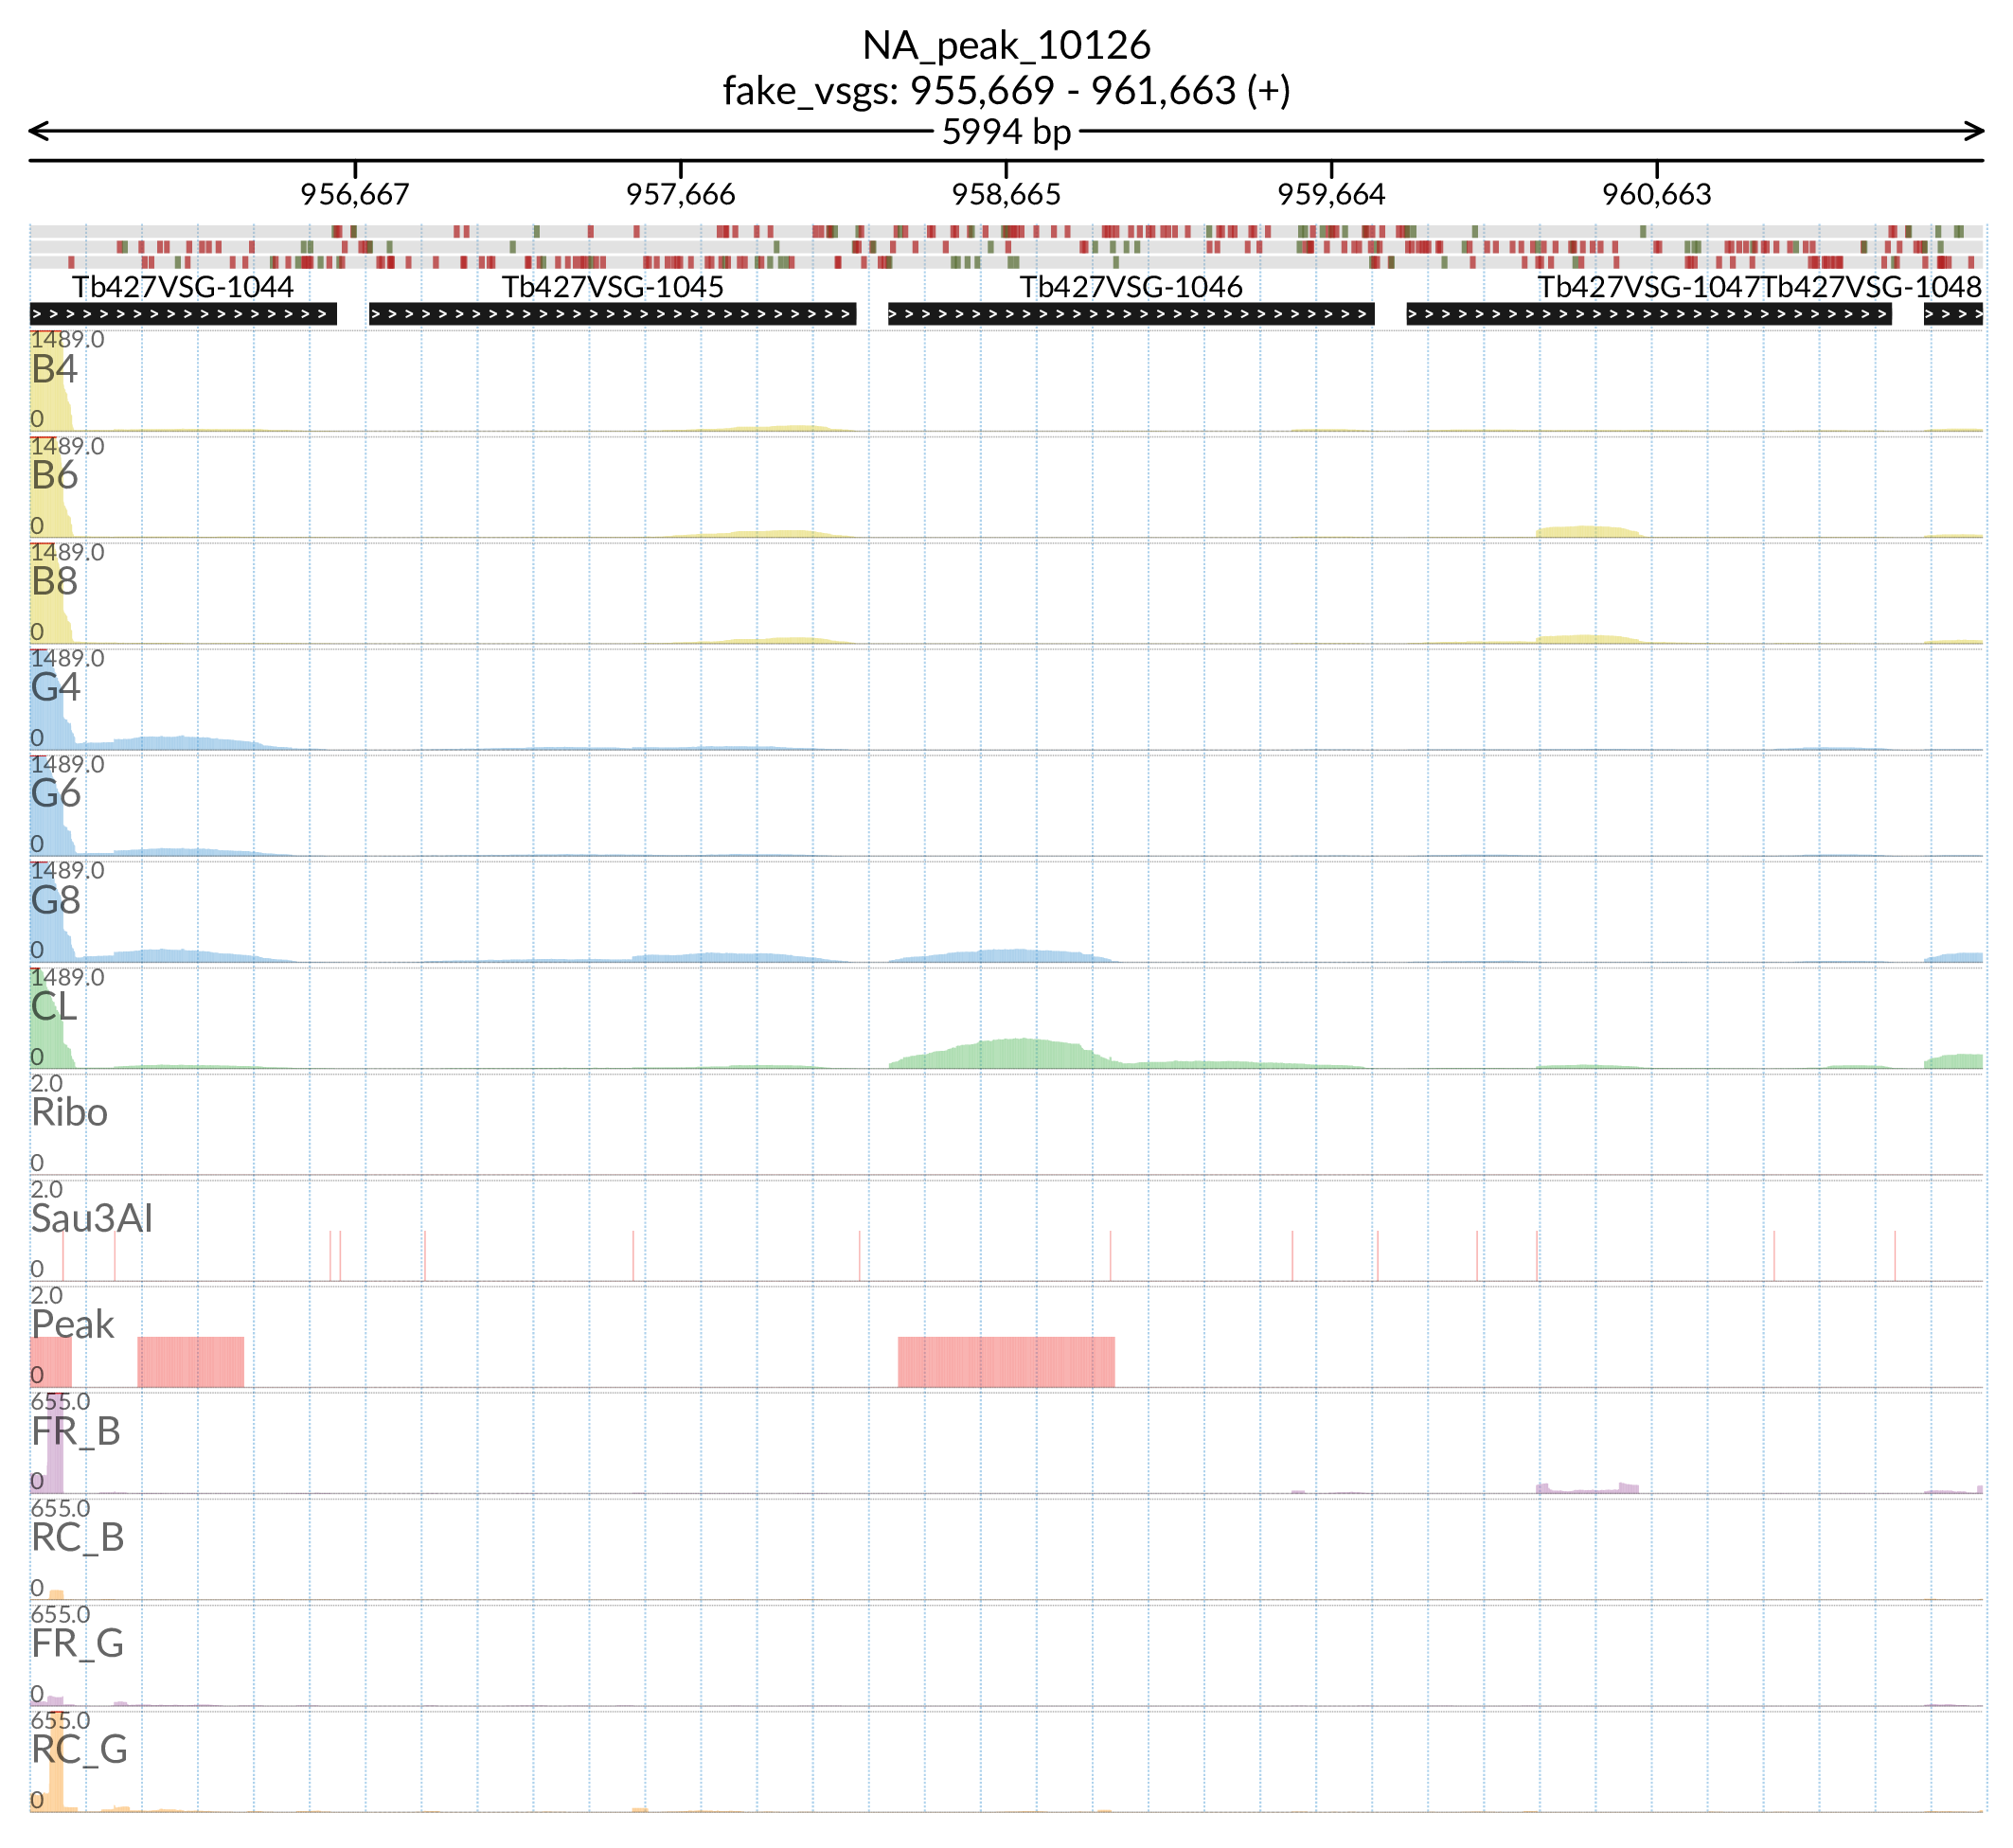 NA_peak_10126
fake_vsgs: 955,669 - 961,663 (+)
5994 bp
956,667 957,666 958,665 959,664 960,663
Tb427VSG-1044 Tb427VSG-1045 Tb427VSG-1046 Tb427VSG-1047 Tb427VSG-1048
1489.0
B4
0
1489.0
B6
0
1489.0
B8
0
1489.0
G4
0
1489.0
G6
0
1489.0
G8
0
1489.0
CL
0
2.0
Ribo
0
2.0
Sau3AI
0
2.0
Peak
0
655.0
FR_B
0
655.0
RC_B
0
655.0
FR_G
0
655.0
RC_G
0